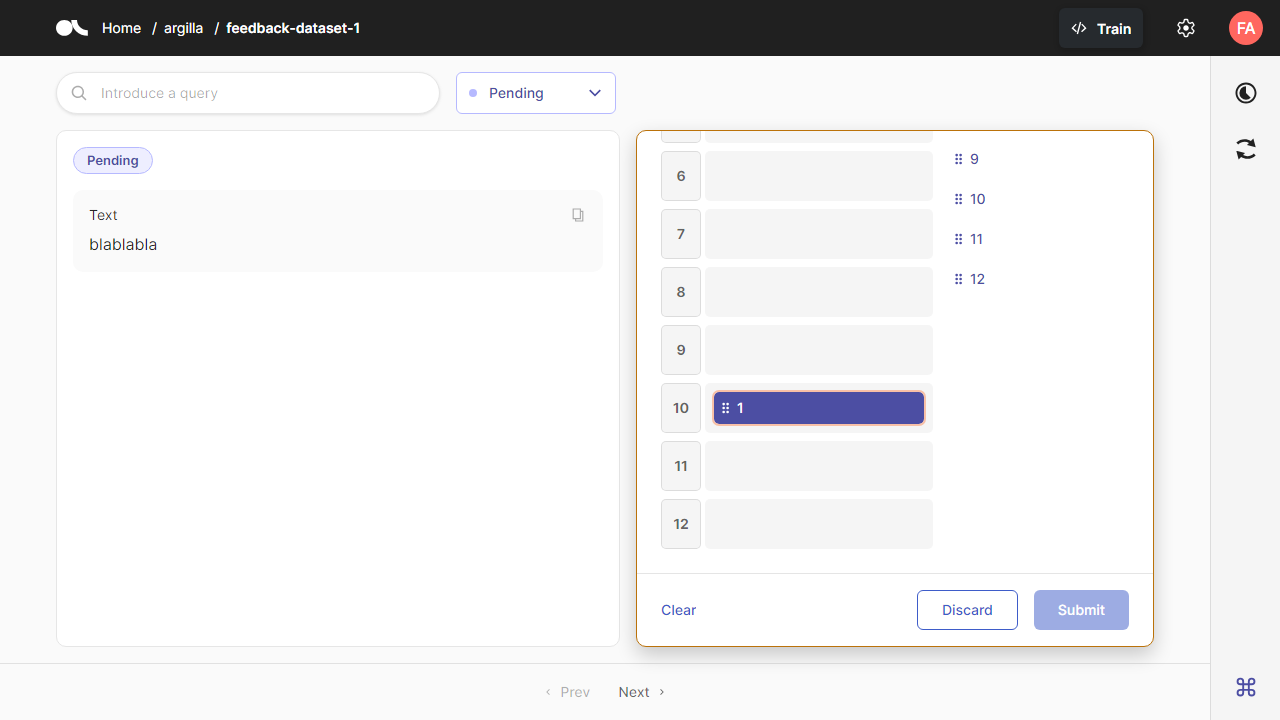 Home / argilla / feedback-dataset-1
Train
FA
Introduce a query
Pending
Pending
Text
blablabla
6
7
8
9
10
1
11
12
9
10
11
12
Clear
Discard
Submit
Prev
Next